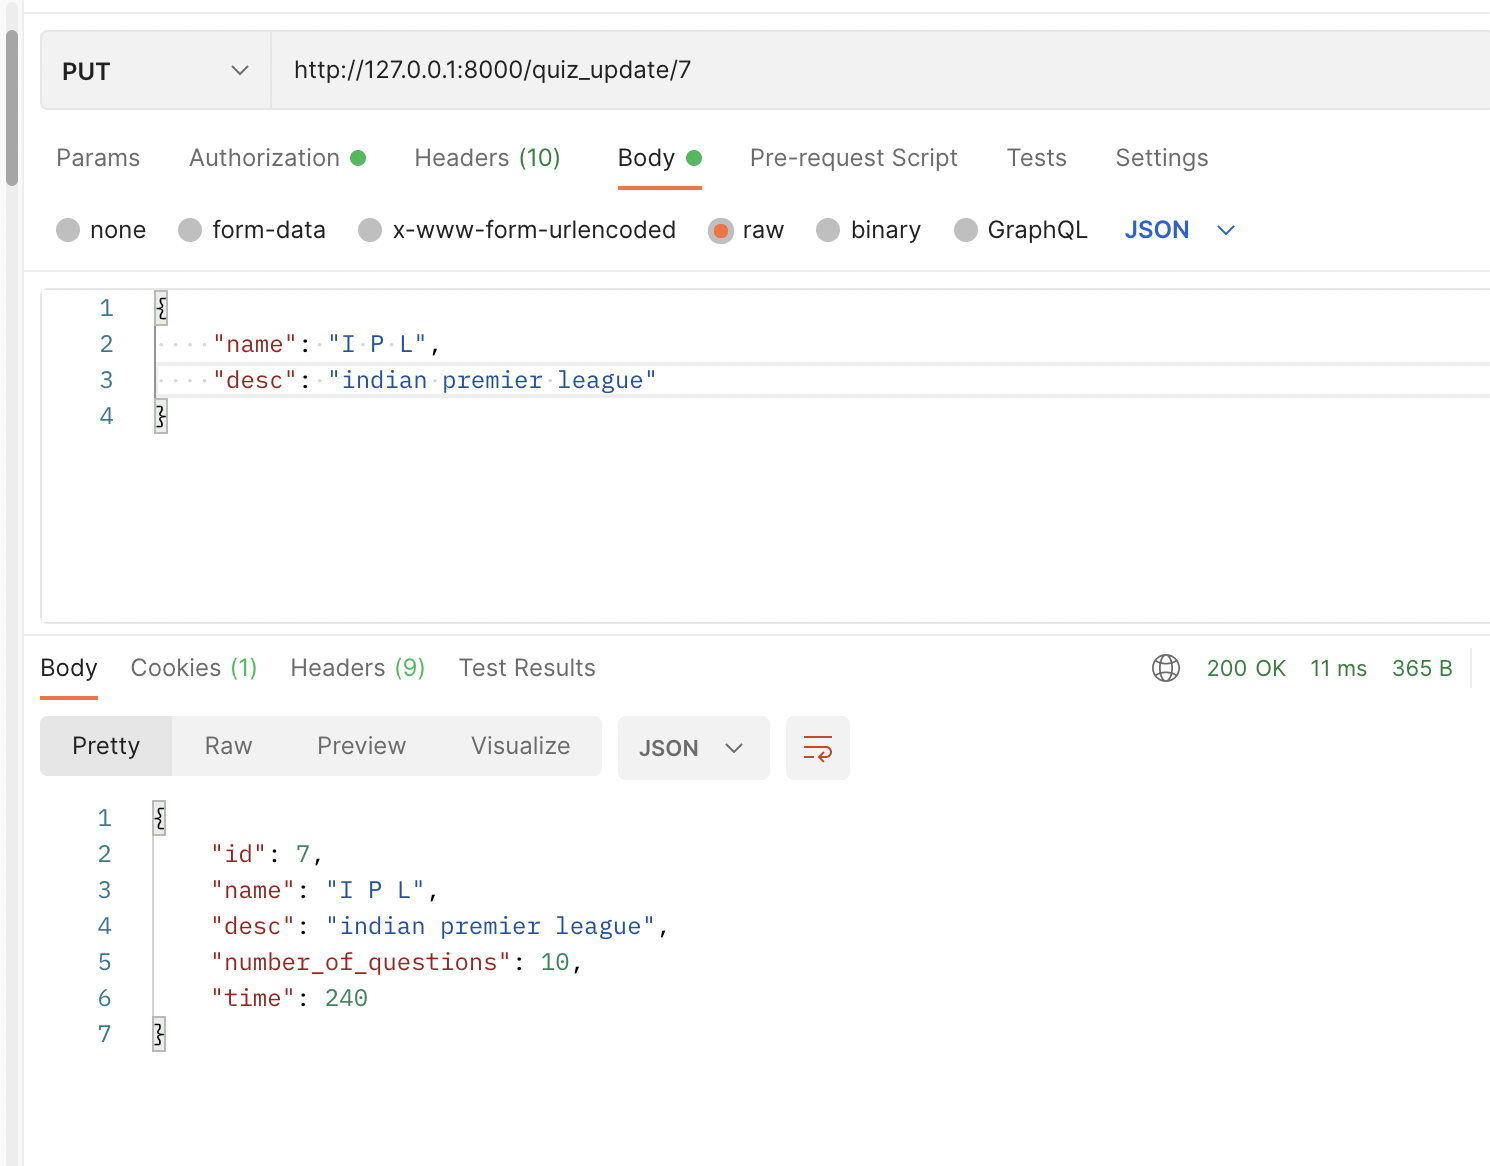 PUT http://127.0.0.1:8000/quiz_update/7
Params Authorization Headers (10) Body Pre-request Script Tests Settings
none form-data x-www-form-urlencoded raw binary GraphQL JSON
1 {
2 "name": "I P L",
3 "desc": "indian premier league"
4 }
Body Cookies (1) Headers (9) Test Results 200 OK 11 ms 365 B
Pretty Raw Preview Visualize JSON
1 {
2 "id": 7,
3 "name": "I P L",
4 "desc": "indian premier league",
5 "number_of_questions": 10,
6 "time": 240
7 }